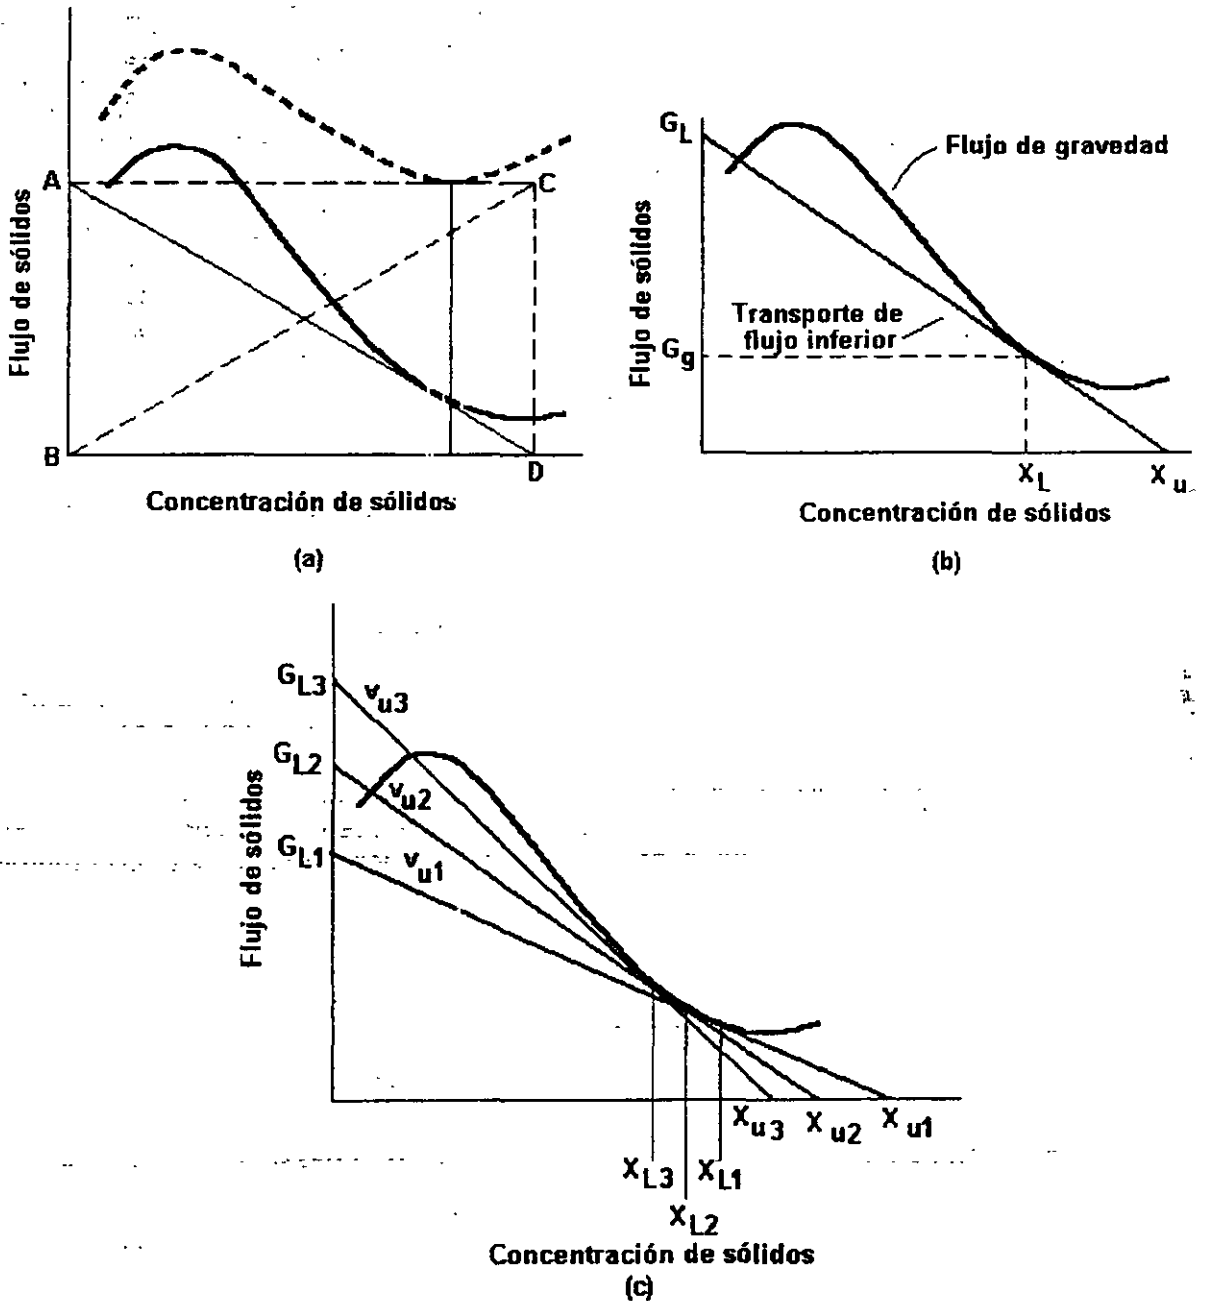 A
C
B
D
Flujo de sólidos
Concentración de sólidos
(a)
G_L
Flujo de gravedad
Transporte de
flujo inferior
G_g
Flujo de sólidos
X_L
X_u
Concentración de sólidos
(b)
G_L3
v_u3
G_L2
v_u2
G_L1
v_u1
Flujo de sólidos
X_u3
X_u2
X_u1
X_L3
X_L1
X_L2
Concentración de sólidos
(c)